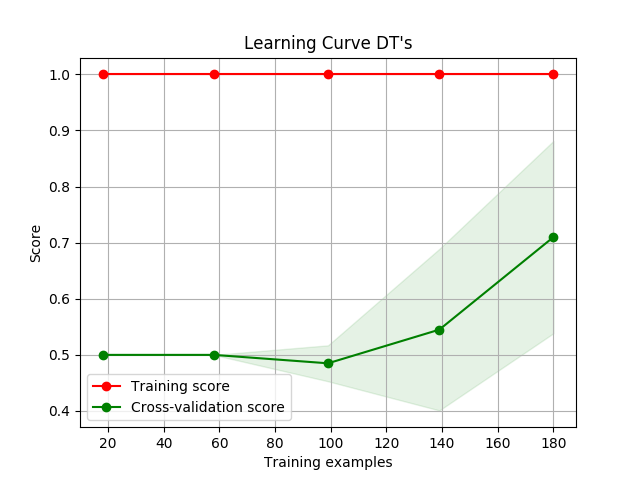 Learning Curve DT's
1.0
0.9
0.8
0.7
0.6
0.5
0.4
Score
Training score
Cross-validation score
20 40 60 80 100 120 140 160 180
Training examples